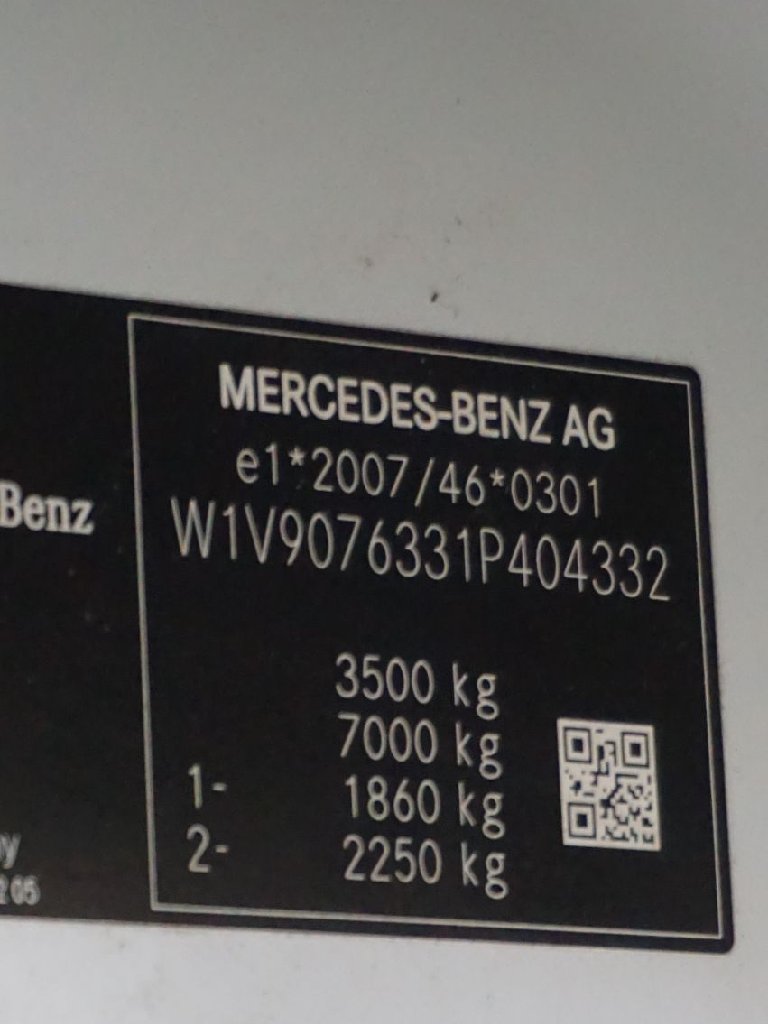 MERCEDES-BENZ AG
e1*2007/46*0301
Benz
W1V9076331P404332
3500 kg
7000 kg
1- 1860 kg
2- 2250 kg
05